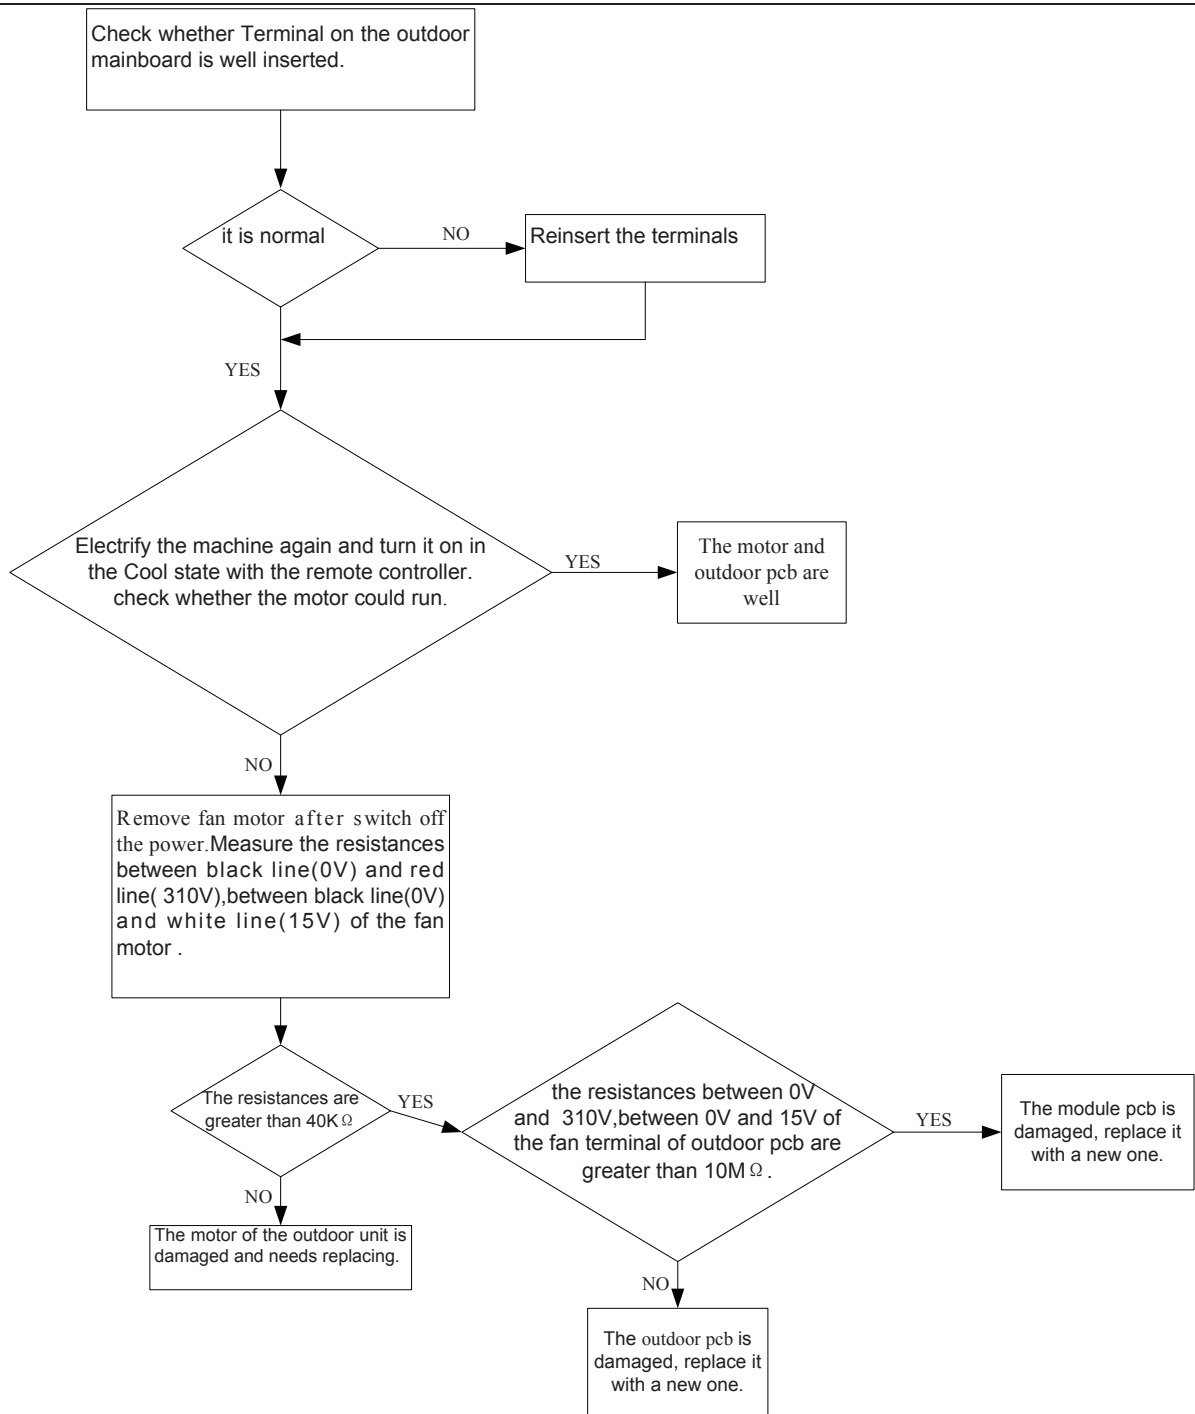 Check whether Terminal on the outdoor
mainboard is well inserted.
it is normal
NO
Reinsert the terminals
YES
Electrify the machine again and turn it on in
the Cool state with the remote controller.
check whether the motor could run.
YES
The motor and
outdoor pcb are
well
NO
Remove fan motor after switch off
the power.Measure the resistances
between black line(0V) and red
line( 310V),between black line(0V)
and white line(15V) of the fan
motor .
The resistances are
greater than 40K Ω
YES
the resistances between 0V
and 310V,between 0V and 15V of
the fan terminal of outdoor pcb are
greater than 10M Ω .
YES
The module pcb is
damaged, replace it
with a new one.
NO
The motor of the outdoor unit is
damaged and needs replacing.
NO
The outdoor pcb is
damaged, replace it
with a new one.